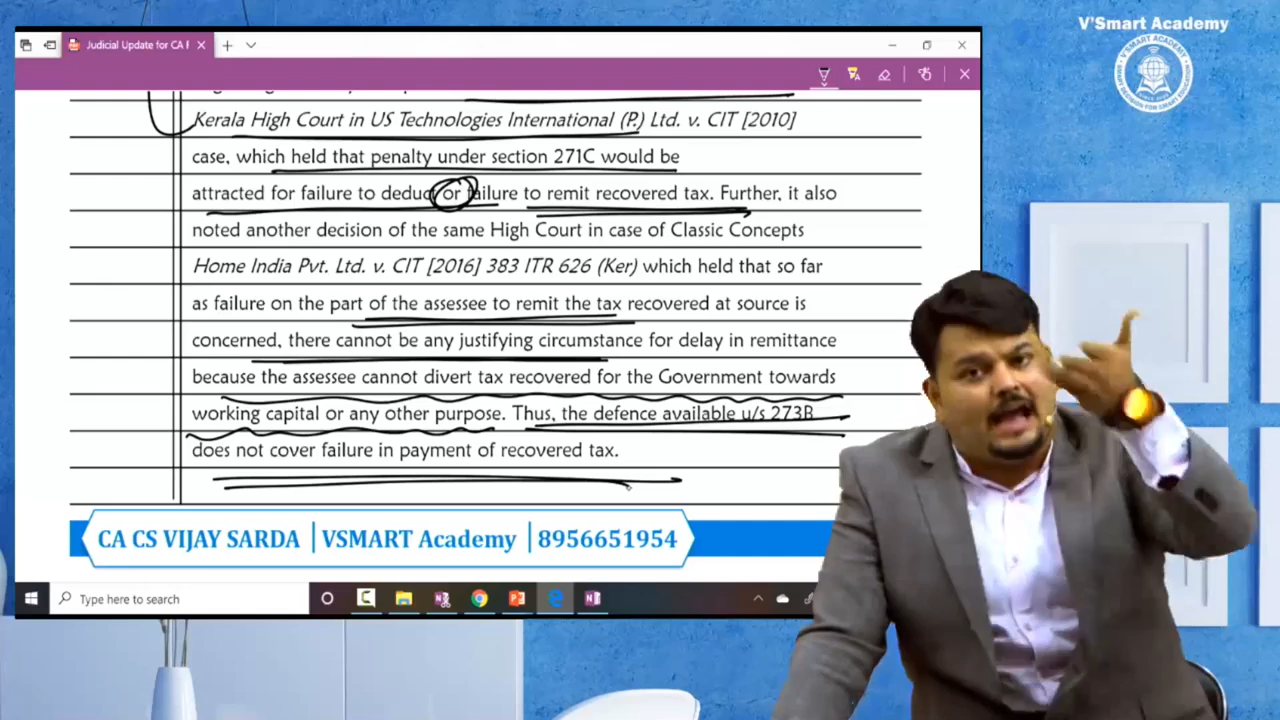 V'Smart Academy
Judicial Update for CA F
Kerala High Court in US Technologies International (P.) Ltd. v. CIT [2010]
case, which held that penalty under section 271C would be
attracted for failure to deduct or failure to remit recovered tax. Further, it also
noted another decision of the same High Court in case of Classic Concepts
Home India Pvt. Ltd. v. CIT [2016] 383 ITR 626 (Ker) which held that so far
as failure on the part of the assessee to remit the tax recovered at source is
concerned, there cannot be any justifying circumstance for delay in remittance
because the assessee cannot divert tax recovered for the Government towards
working capital or any other purpose. Thus, the defence available u/s 273B
does not cover failure in payment of recovered tax.
CA CS VIJAY SARDA | VSMART Academy | 8956651954
Type here to search